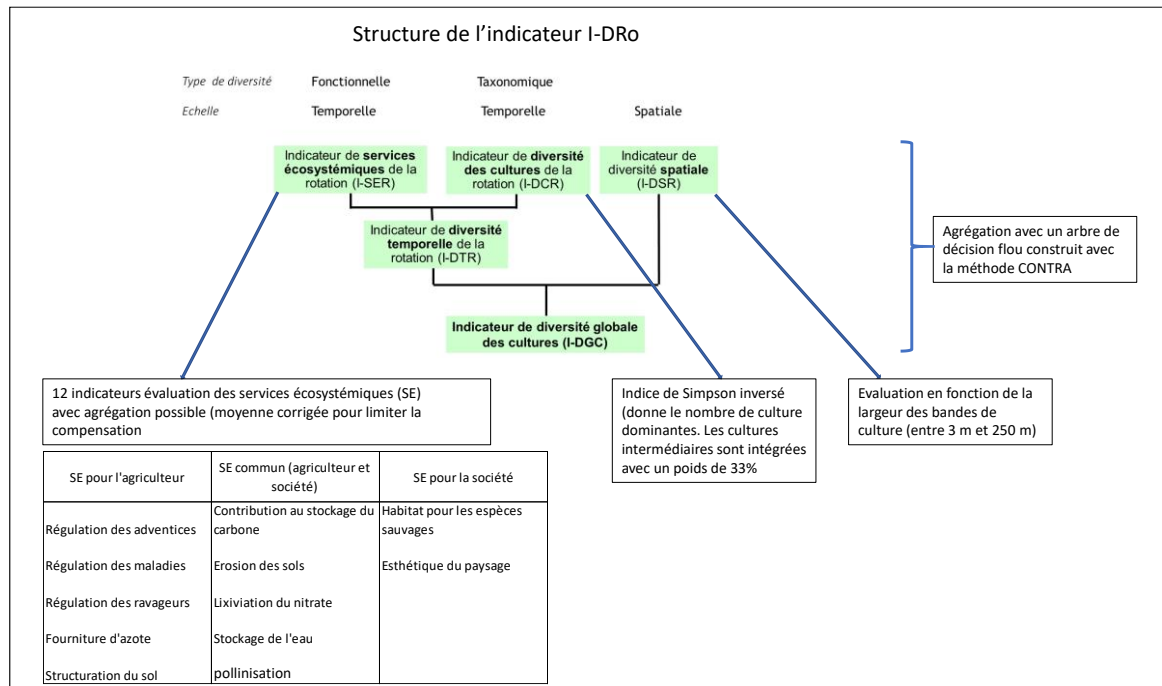 Structure de l'indicateur I-DRo
Type de diversité Fonctionnelle Taxonomique
Echelle Temporelle Temporelle Spatiale
Indicateur de services
écosystémiques de la
rotation (I-SER)
Indicateur de diversité
des cultures de la
rotation (I-DCR)
Indicateur de
diversité spatiale
(I-DSR)
Indicateur de diversité
temporelle de la
rotation (I-DTR)
Indicateur de diversité globale
des cultures (I-DGC)
Agrégation avec un arbre de
décision flou construit avec
la méthode CONTRA
12 indicateurs évaluation des services écosystémiques (SE)
avec agrégation possible (moyenne corrigée pour limiter la
compensation
Indice de Simpson inversé
(donne le nombre de culture
dominantes. Les cultures
intermédiaires sont intégrées
avec un poids de 33%
Evaluation en fonction de la
largeur des bandes de
culture (entre 3 m et 250 m)
SE pour l'agriculteur
SE commun (agriculteur et
société)
SE pour la société
Régulation des adventices
Contribution au stockage du
carbone
Habitat pour les espèces
sauvages
Régulation des maladies
Erosion des sols
Esthétique du paysage
Régulation des ravageurs
Lixiviation du nitrate
Fourniture d'azote
Stockage de l'eau
Structuration du sol
pollinisation